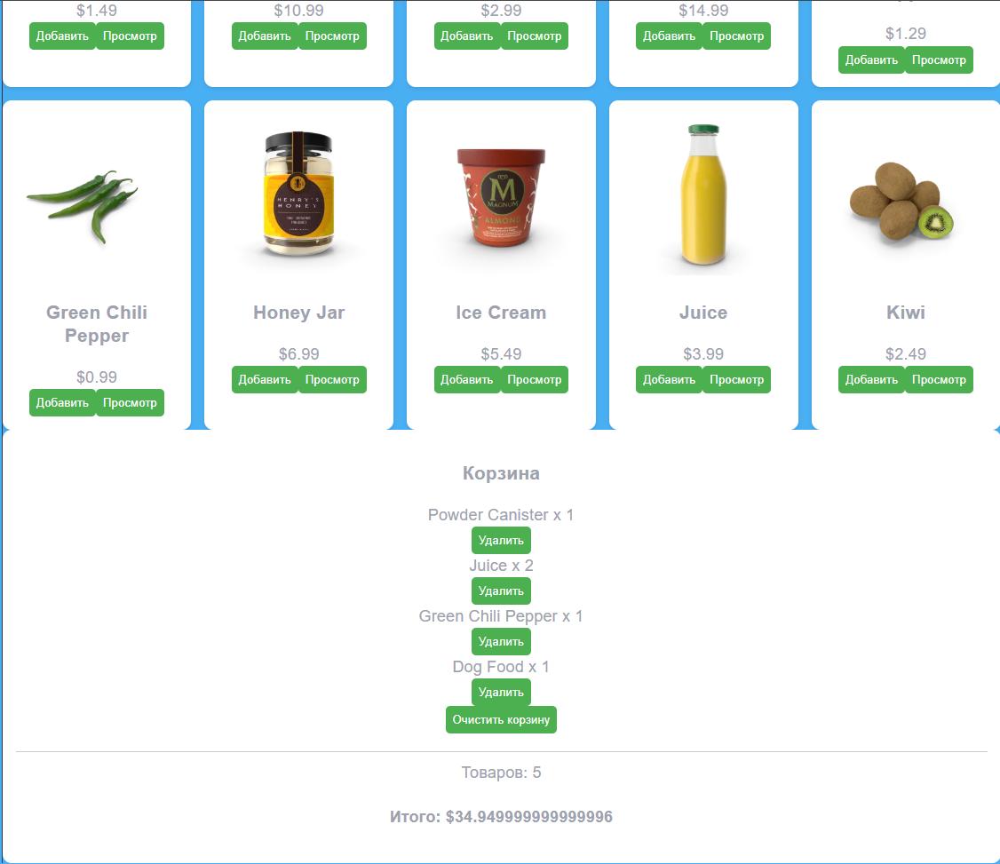 $1.49
Добавить Просмотр
$10.99
Добавить Просмотр
$2.99
Добавить Просмотр
$14.99
Добавить Просмотр
$1.29
Добавить Просмотр
HENRY'S
HONEY
Green Chili
Pepper
$0.99
Добавить Просмотр
Honey Jar
$6.99
Добавить Просмотр
M
MAGNUM
ALMOND
Ice Cream
$5.49
Добавить Просмотр
Juice
$3.99
Добавить Просмотр
Kiwi
$2.49
Добавить Просмотр
Корзина
Powder Canister x 1
Удалить
Juice x 2
Удалить
Green Chili Pepper x 1
Удалить
Dog Food x 1
Удалить
Очистить корзину
Товаров: 5
Итого: $34.949999999999996